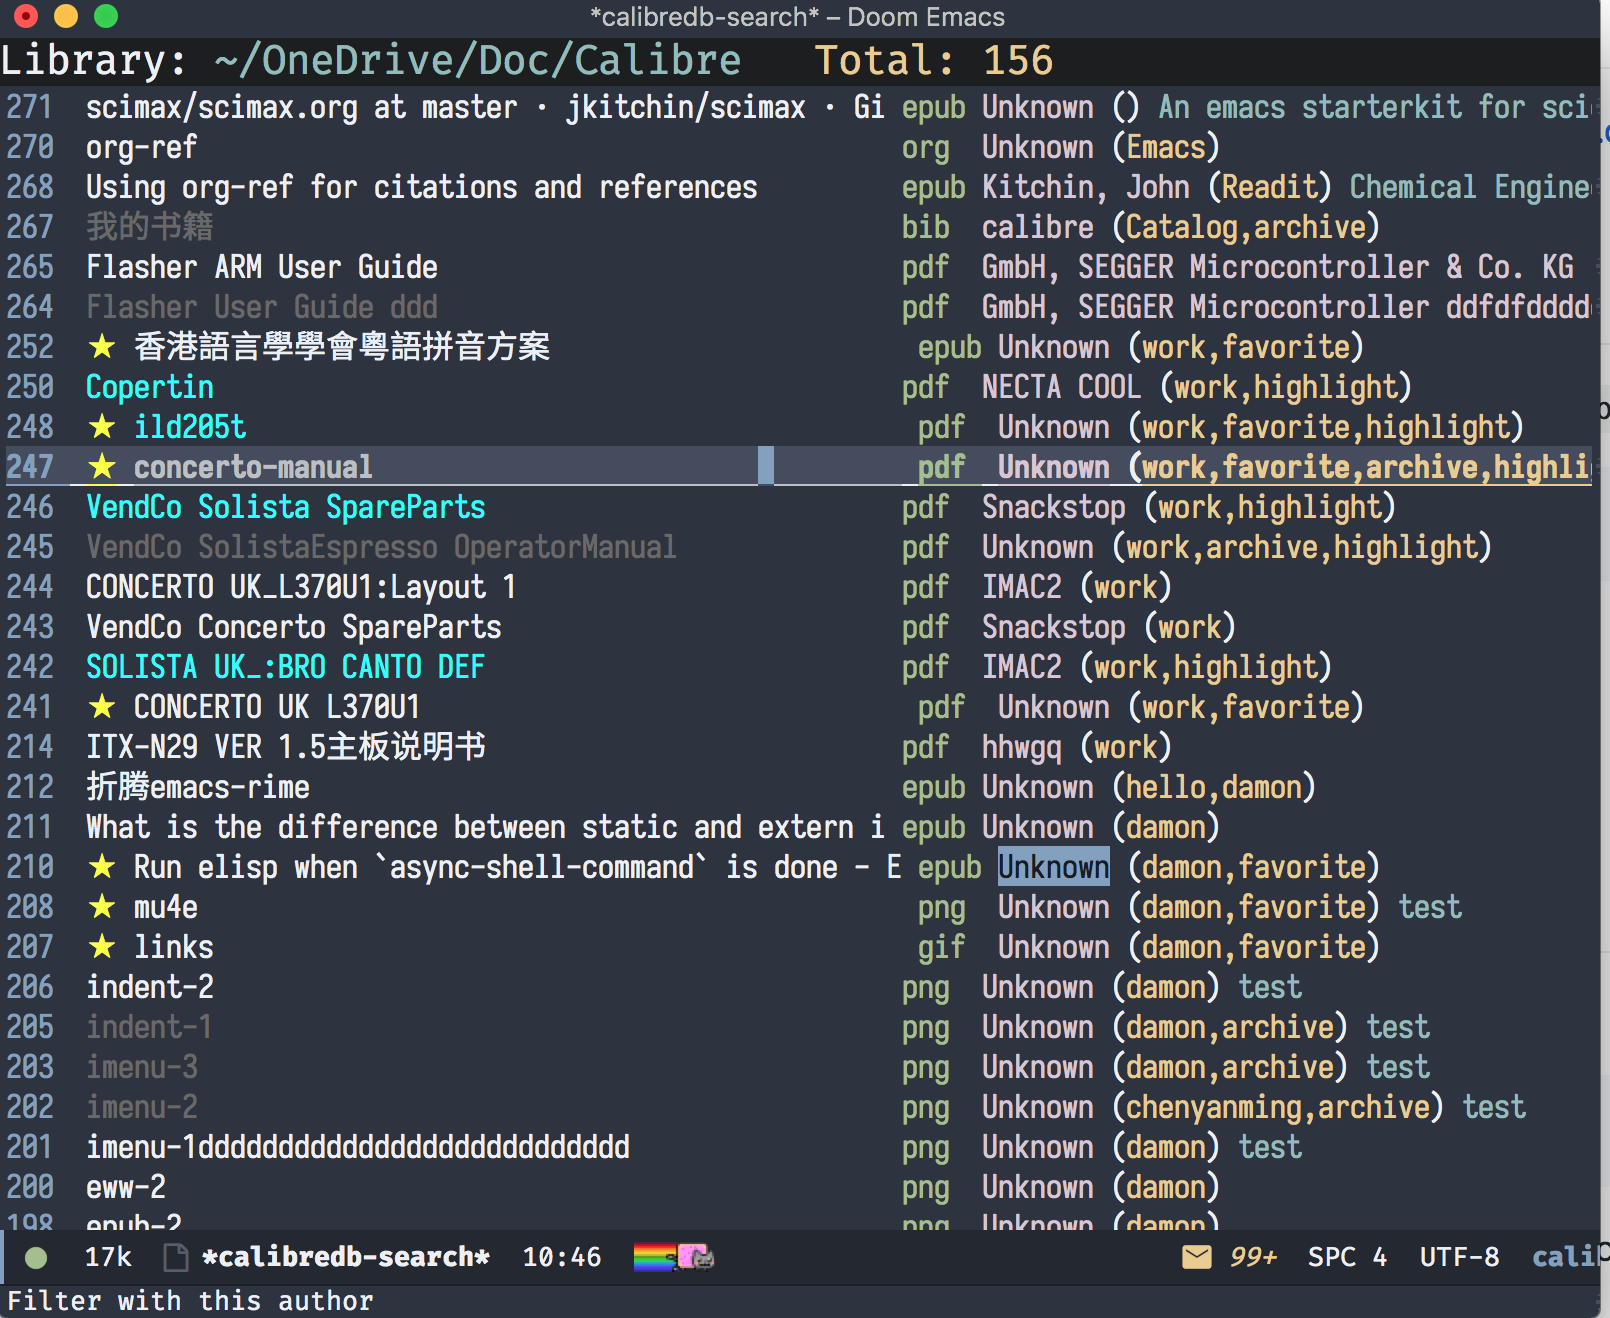 *calibredb-search* – Doom Emacs
Library: ~/OneDrive/Doc/Calibre Total: 156
271 scimax/scimax.org at master · jkitchin/scimax · Gi epub Unknown () An emacs starterkit for sci
270 org-ref org Unknown (Emacs)
268 Using org-ref for citations and references epub Kitchin, John (Readit) Chemical Engine
267 我的书籍 bib calibre (Catalog,archive)
265 Flasher ARM User Guide pdf GmbH, SEGGER Microcontroller & Co. KG
264 Flasher User Guide ddd pdf GmbH, SEGGER Microcontroller ddfdfdddd
252 ★ 香港語言學學會粵語拼音方案 epub Unknown (work,favorite)
250 Copertin pdf NECTA COOL (work,highlight)
248 ★ ild205t pdf Unknown (work,favorite,highlight)
247 ★ concerto-manual pdf Unknown (work,favorite,archive,highli
246 VendCo Solista SpareParts pdf Snackstop (work,highlight)
245 VendCo SolistaEspresso OperatorManual pdf Unknown (work,archive,highlight)
244 CONCERTO UK_L370U1:Layout 1 pdf IMAC2 (work)
243 VendCo Concerto SpareParts pdf Snackstop (work)
242 SOLISTA UK_:BRO CANTO DEF pdf IMAC2 (work,highlight)
241 ★ CONCERTO UK L370U1 pdf Unknown (work,favorite)
214 ITX-N29 VER 1.5主板说明书 pdf hhwgq (work)
212 折腾emacs-rime epub Unknown (hello,damon)
211 What is the difference between static and extern i epub Unknown (damon)
210 ★ Run elisp when `async-shell-command` is done - E epub Unknown (damon,favorite)
208 ★ mu4e png Unknown (damon,favorite) test
207 ★ links gif Unknown (damon,favorite)
206 indent-2 png Unknown (damon) test
205 indent-1 png Unknown (damon,archive) test
203 imenu-3 png Unknown (damon,archive) test
202 imenu-2 png Unknown (chenyanming,archive) test
201 imenu-1ddddddddddddddddddddddddddd png Unknown (damon) test
200 eww-2 png Unknown (damon)
198 epub-2 png Unknown (damon)
17k *calibredb-search* 10:46 99+ SPC 4 UTF-8 cali
Filter with this author